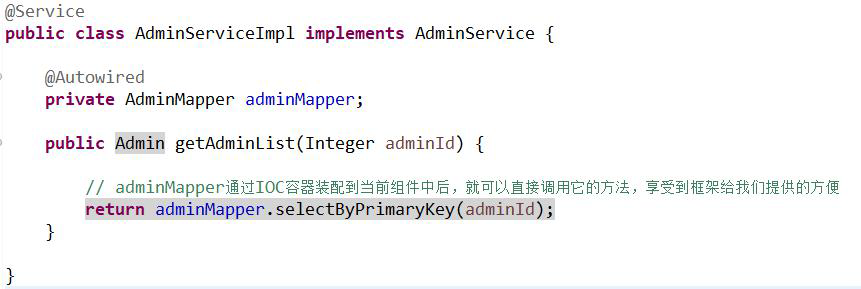 @Service
public class AdminServiceImpl implements AdminService {
@Autowired
private AdminMapper adminMapper;
public Admin getAdminList(Integer adminId) {
// adminMapper通过IOC容器装配到当前组件中后，就可以直接调用它的方法，享受到框架给我们提供的方便
return adminMapper.selectByPrimaryKey(adminId);
}
}